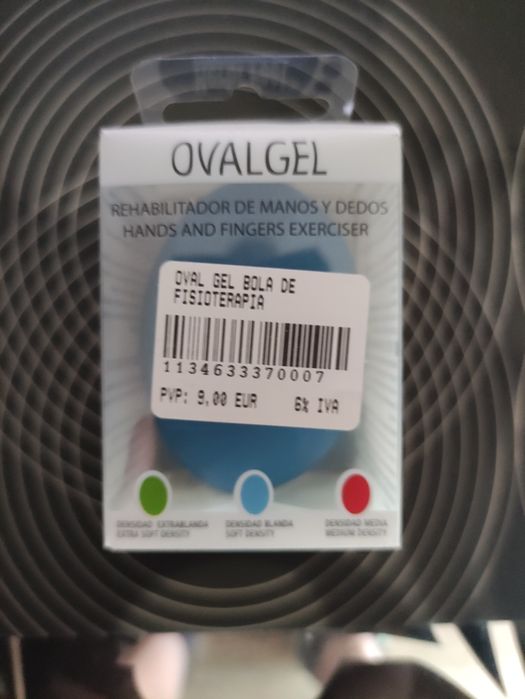 OVALGEL
REHABILITADOR DE MANOS Y DEDOS
HANDS AND FINGERS EXERCISER
OVAL GEL BOLA DE
FISIOTERAPIA
1134633370007
PVP: 9,00 EUR 6% IVA
DENSIDAD EXTRABLANDA
EXTRA SOFT DENSITY
DENSIDAD BLANDA
SOFT DENSITY
DENSIDAD MEDIA
MEDIUM DENSITY